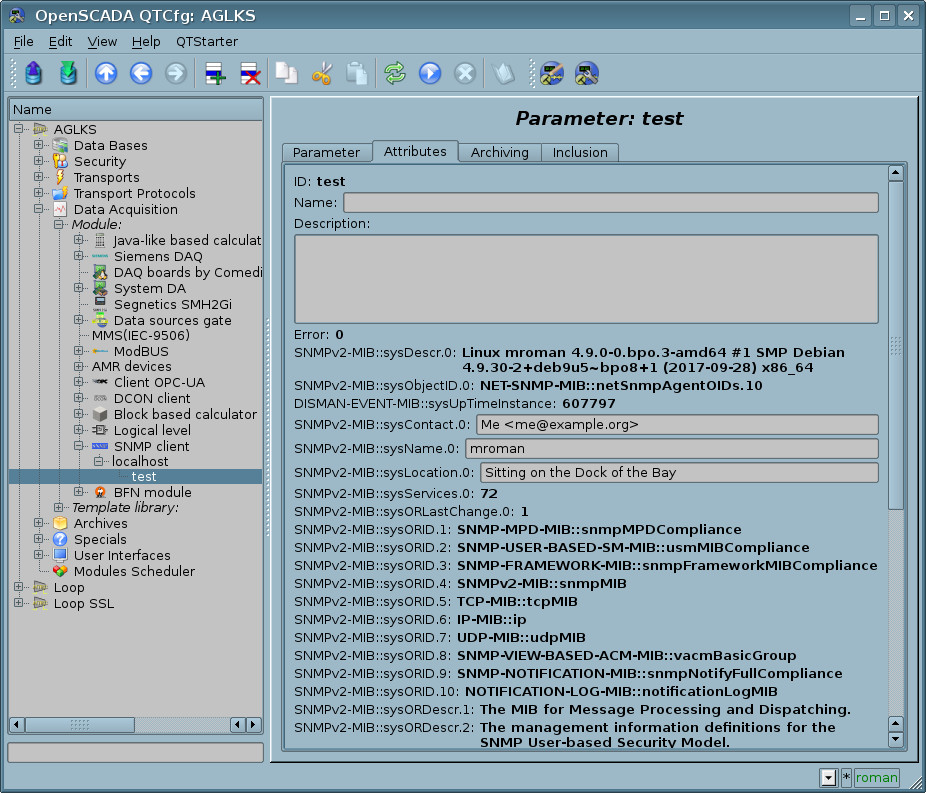 OpenSCADA QTCfg: AGLKS
File Edit View Help QTStarter
Name
AGLKS
Data Bases
Security
Transports
Transport Protocols
Data Acquisition
Module:
Java-like based calculat
Siemens DAQ
DAQ boards by Comedi
System DA
Segnetics SMH2Gi
Data sources gate
MMS(IEC-9506)
ModBUS
AMR devices
Client OPC-UA
DCON client
Block based calculator
Logical level
SNMP client
localhost
test
BFN module
Template library:
Archives
Specials
User Interfaces
Modules Scheduler
Loop
Loop SSL
Parameter: test
Parameter Attributes Archiving Inclusion
ID: test
Name:
Description:
Error: 0
SNMPv2-MIB::sysDescr.0: Linux mroman 4.9.0-0.bpo.3-amd64 #1 SMP Debian
4.9.30-2+deb9u5~bpo8+1 (2017-09-28) x86_64
SNMPv2-MIB::sysObjectID.0: NET-SNMP-MIB::netSnmpAgentOIDs.10
DISMAN-EVENT-MIB::sysUpTimeInstance: 607797
SNMPv2-MIB::sysContact.0: Me <me@example.org>
SNMPv2-MIB::sysName.0: mroman
SNMPv2-MIB::sysLocation.0: Sitting on the Dock of the Bay
SNMPv2-MIB::sysServices.0: 72
SNMPv2-MIB::sysORLastChange.0: 1
SNMPv2-MIB::sysORID.1: SNMP-MPD-MIB::snmpMPDCompliance
SNMPv2-MIB::sysORID.2: SNMP-USER-BASED-SM-MIB::usmMIBCompliance
SNMPv2-MIB::sysORID.3: SNMP-FRAMEWORK-MIB::snmpFrameworkMIBCompliance
SNMPv2-MIB::sysORID.4: SNMPv2-MIB::snmpMIB
SNMPv2-MIB::sysORID.5: TCP-MIB::tcpMIB
SNMPv2-MIB::sysORID.6: IP-MIB::ip
SNMPv2-MIB::sysORID.7: UDP-MIB::udpMIB
SNMPv2-MIB::sysORID.8: SNMP-VIEW-BASED-ACM-MIB::vacmBasicGroup
SNMPv2-MIB::sysORID.9: SNMP-NOTIFICATION-MIB::snmpNotifyFullCompliance
SNMPv2-MIB::sysORID.10: NOTIFICATION-LOG-MIB::notificationLogMIB
SNMPv2-MIB::sysORDescr.1: The MIB for Message Processing and Dispatching.
SNMPv2-MIB::sysORDescr.2: The management information definitions for the
SNMP User-based Security Model.
* roman